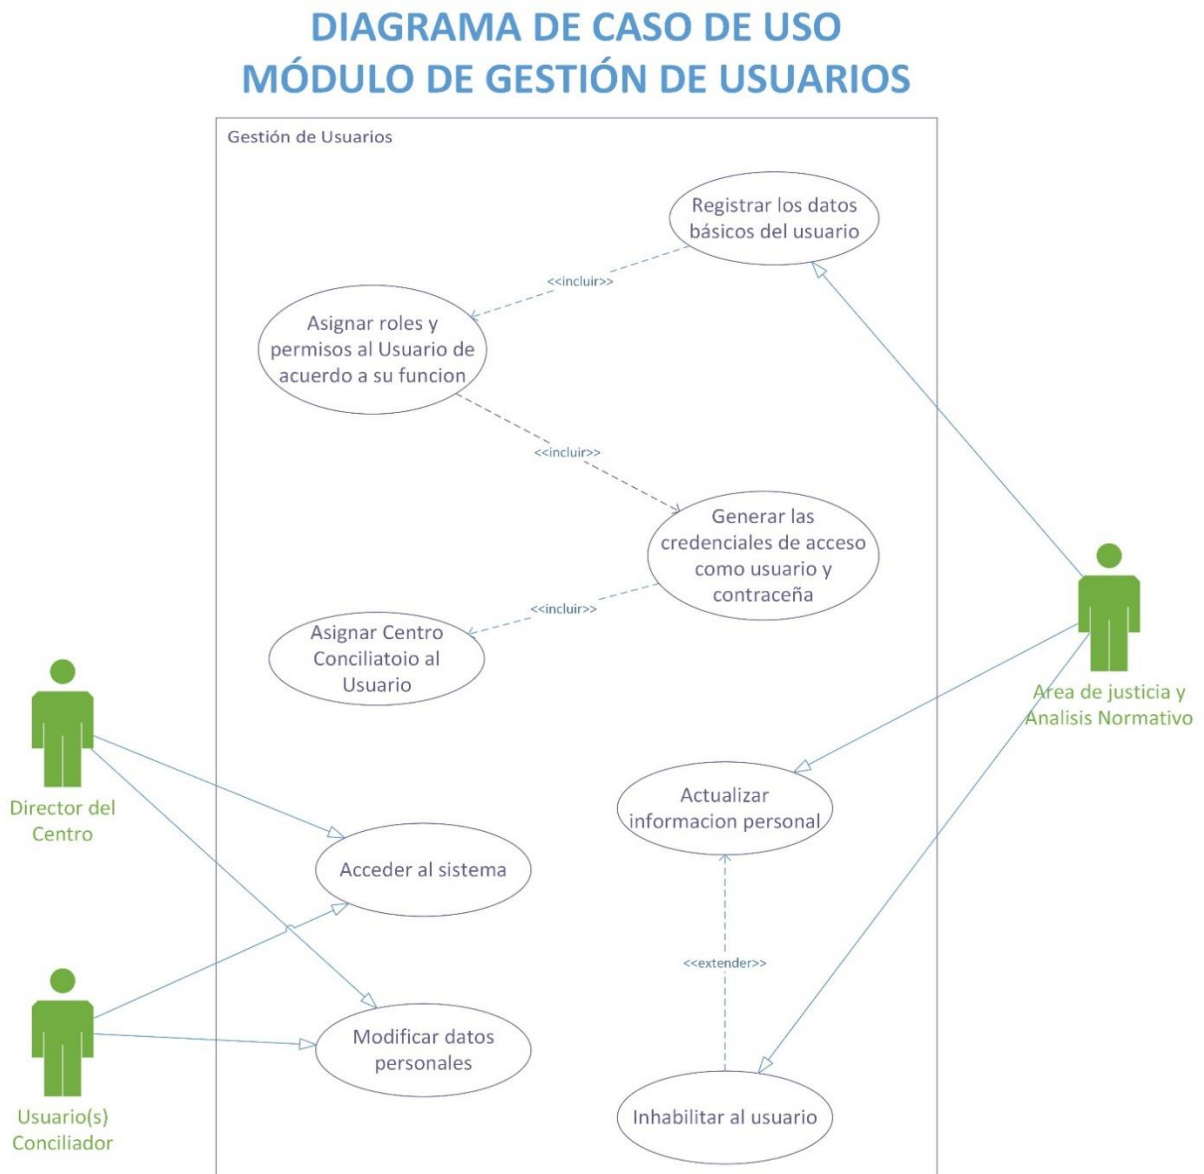 DIAGRAMA DE CASO DE USO
MÓDULO DE GESTIÓN DE USUARIOS
Gestión de Usuarios
Registrar los datos
básicos del usuario
<<incluir>>
Asignar roles y
permisos al Usuario de
acuerdo a su funcion
<<incluir>>
Generar las
credenciales de acceso
como usuario y
contraceña
<<incluir>>
Asignar Centro
Conciliatoio al
Usuario
Area de justicia y
Analisis Normativo
Director del
Centro
Actualizar
informacion personal
Acceder al sistema
<<extender>>
Modificar datos
personales
Usuario(s)
Conciliador
Inhabilitar al usuario